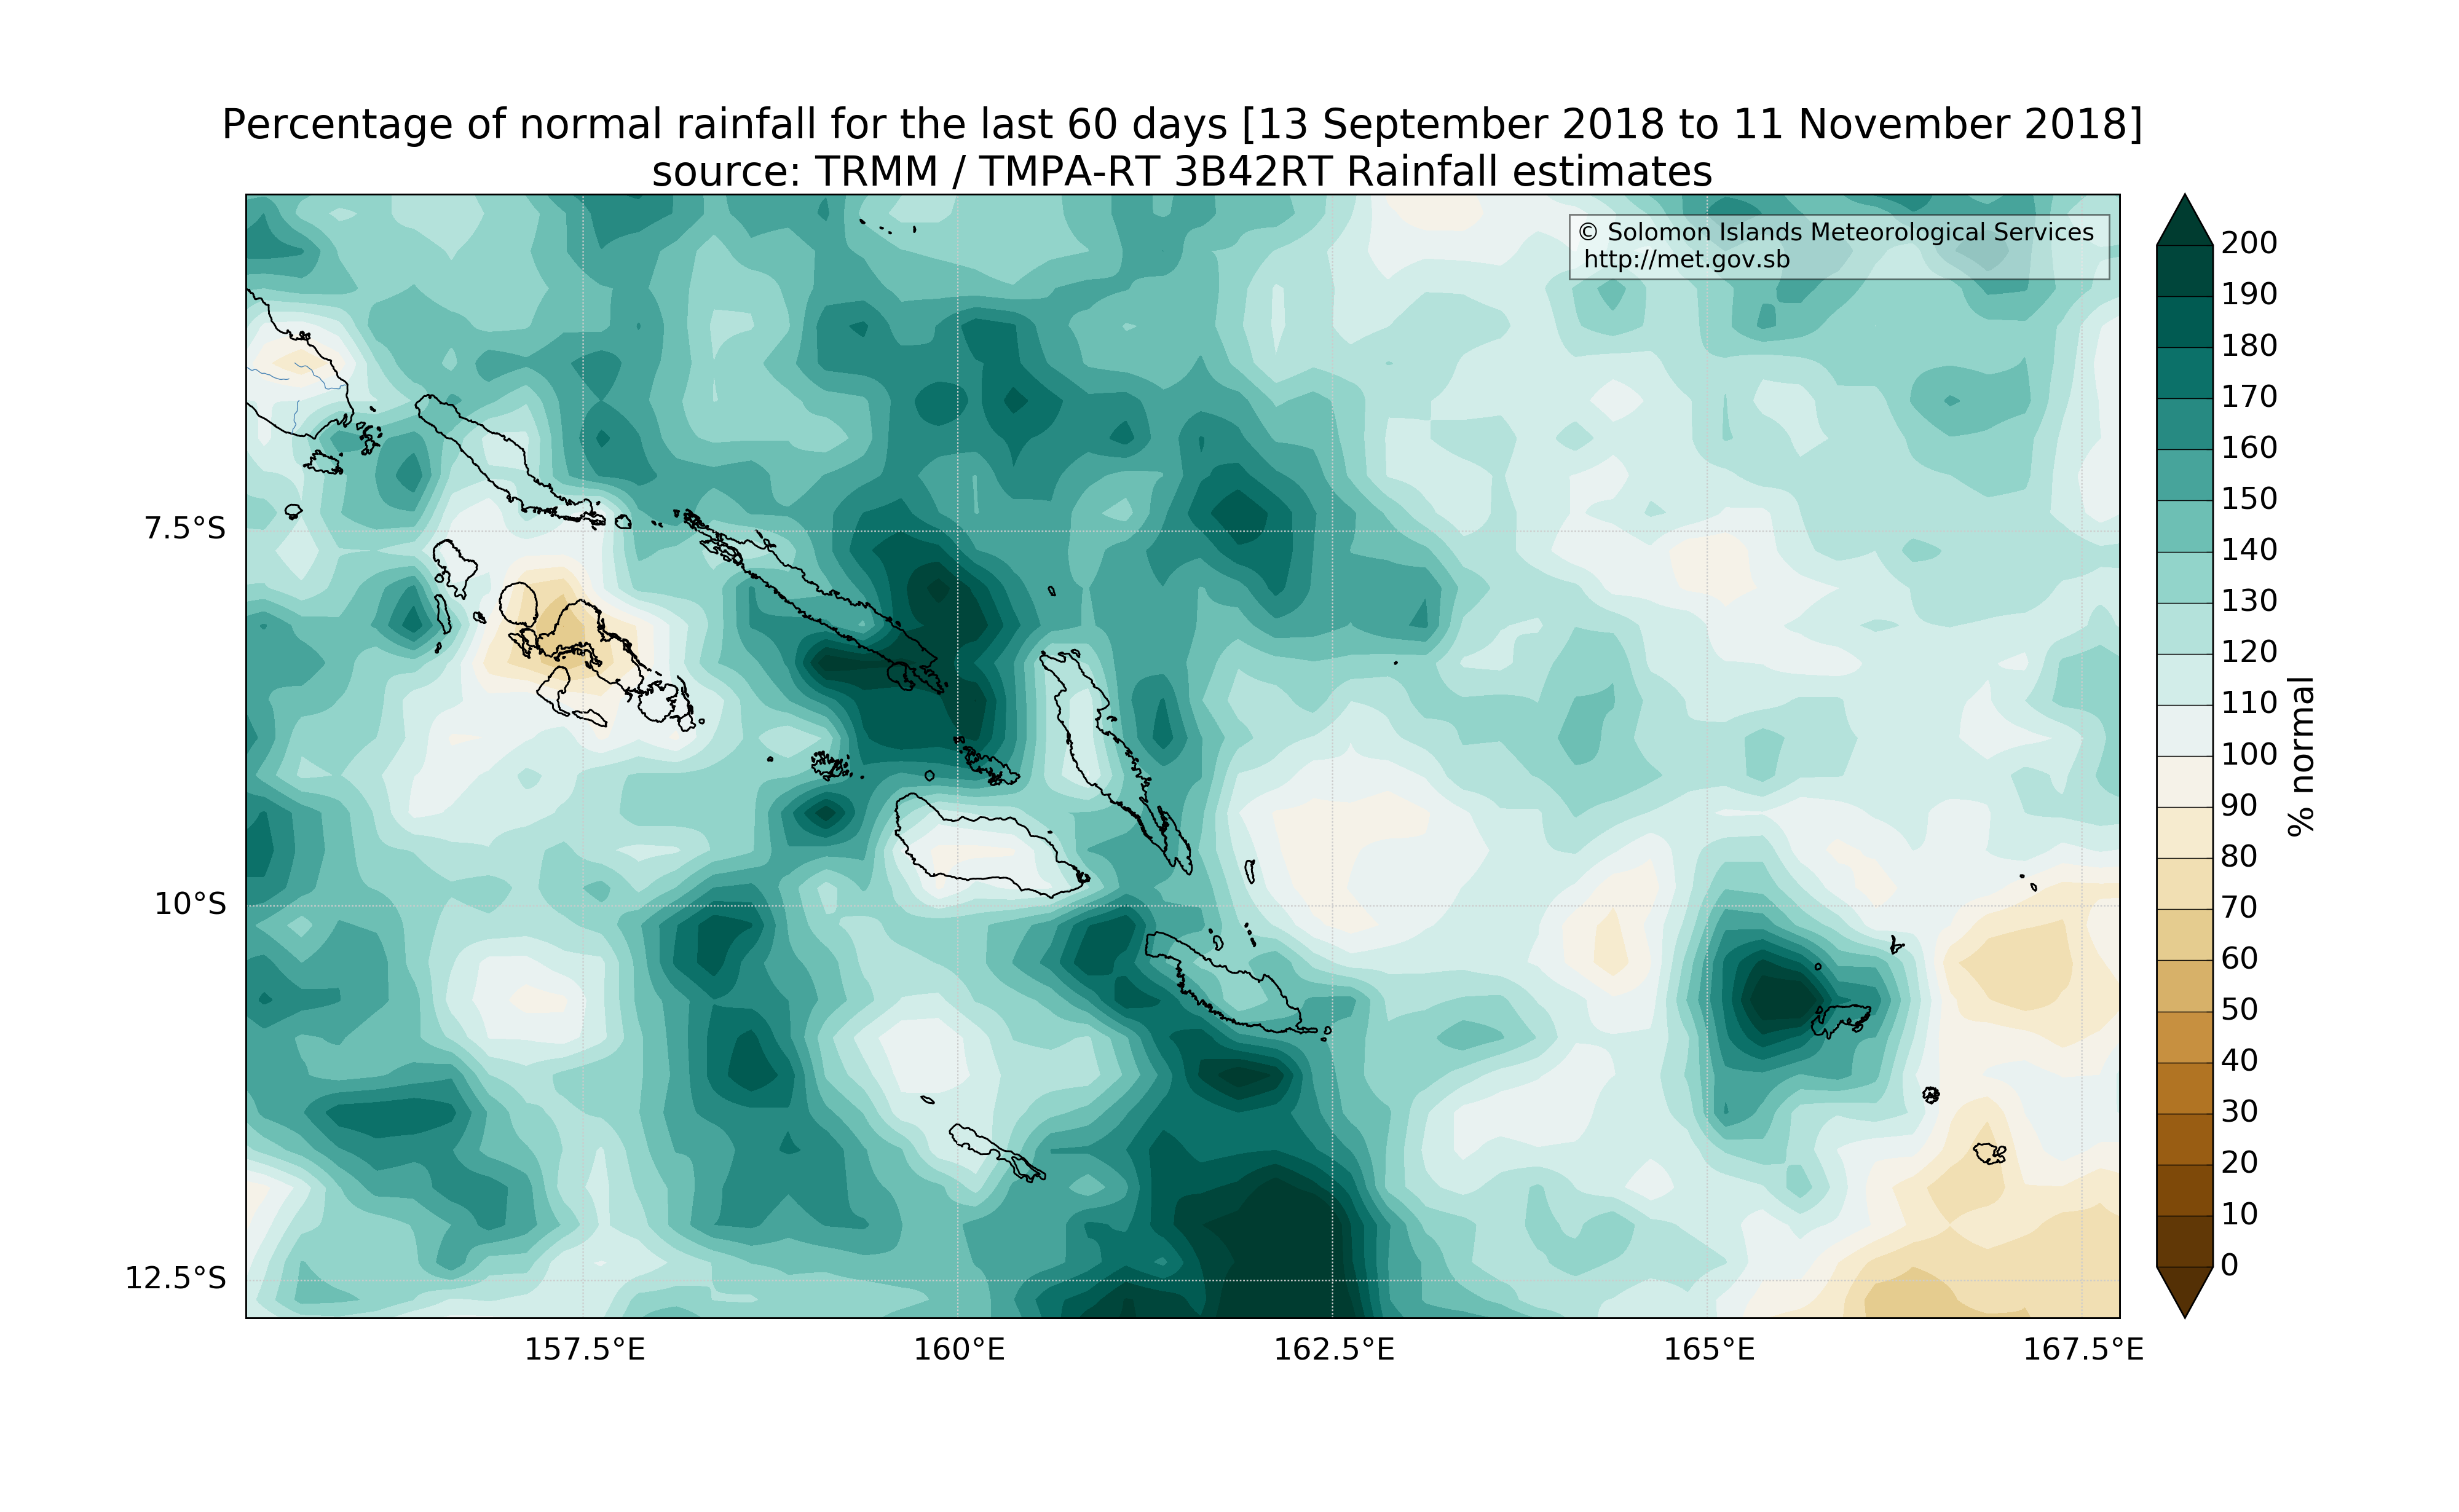 Percentage of normal rainfall for the last 60 days [13 September 2018 to 11 November 2018]
source: TRMM / TMPA-RT 3B42RT Rainfall estimates
© Solomon Islands Meteorological Services
http://met.gov.sb
7.5°S
10°S
12.5°S
157.5°E
160°E
162.5°E
165°E
167.5°E
200
190
180
170
160
150
140
130
120
110
100
90
80
70
60
50
40
30
20
10
0
% normal